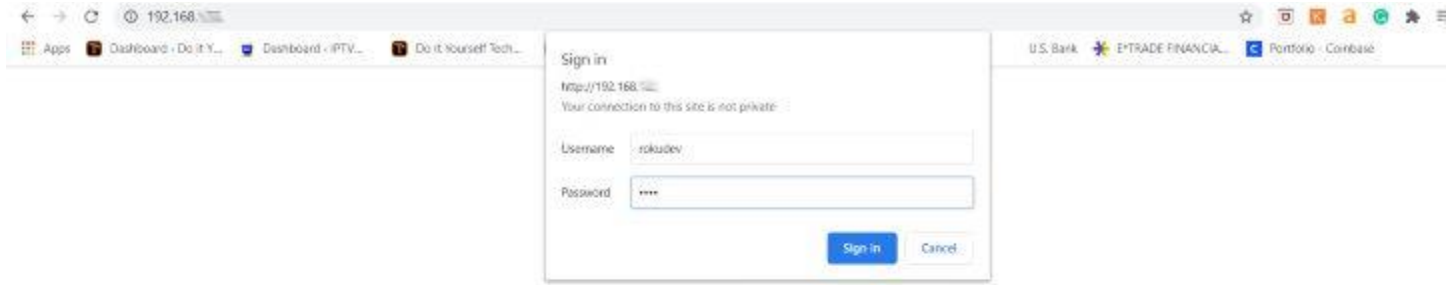 192.168.
Apps Dashboard - Do It Y... Dashboard - IPTV... Do it Yourself Tech... U.S. Bank E*TRADE FINANCIA... Portfolio - Coinbase
Sign in
http://192.168.
Your connection to this site is not private
Username rokudev
Password ••••
Sign in Cancel